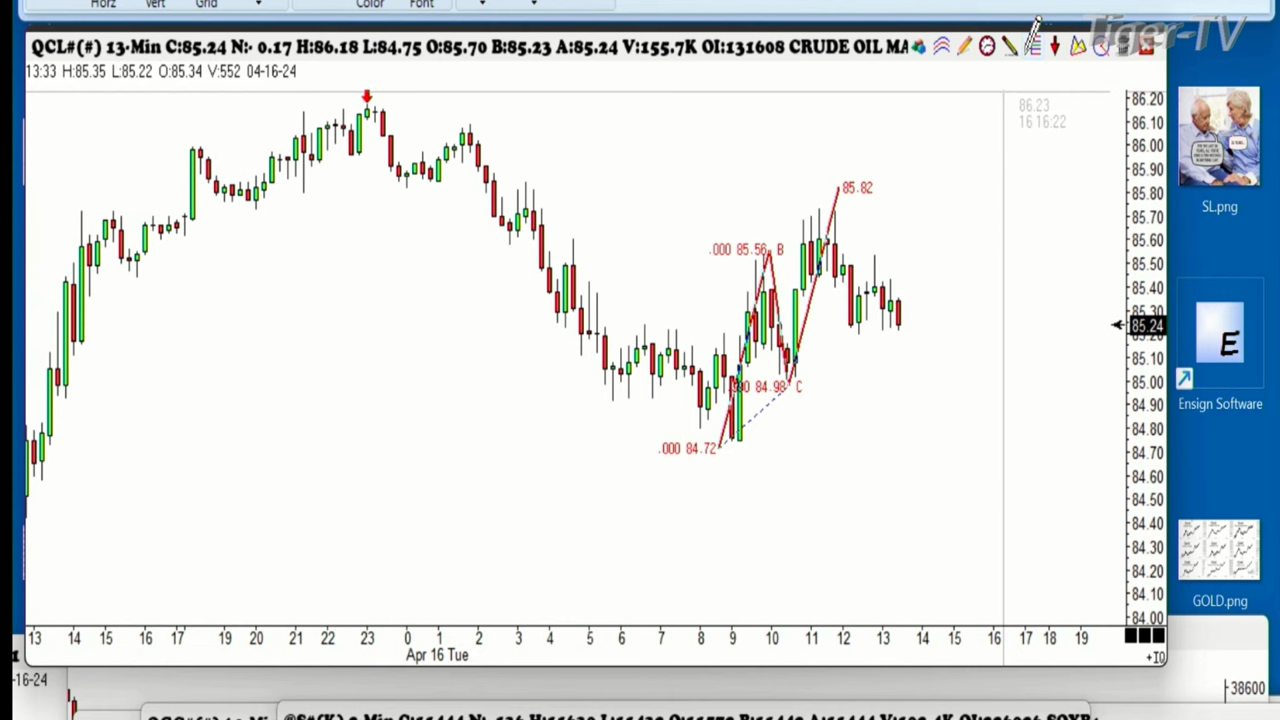 Horz Vert Grid Color Font
Tiger-TV
QCL#(#) 13-Min C:85.24 N:- 0.17 H:86.18 L:84.75 O:85.70 B:85.23 A:85.24 V:155.7K OI:131608 CRUDE OIL MA
13:33 H:85.35 L:85.22 O:85.34 V:552 04-16-24
86.23
16 16:22
86.20
86.10
86.00
85.90
85.80
85.70
85.60
85.50
85.40
85.30
85.24
85.10
85.00
84.90
84.80
84.70
84.60
84.50
84.40
84.30
84.20
84.10
84.00
85.82
.000 85.56 B
84.98 C
.000 84.72
13 14 15 16 17 19 20 21 22 23 0 1 2 3 4 5 6 7 8 9 10 11 12 13 14 15 16 17 18 19
Apr 16 Tue
+IQ
SL.png
E
Ensign Software
GOLD.png
-16-24
38600